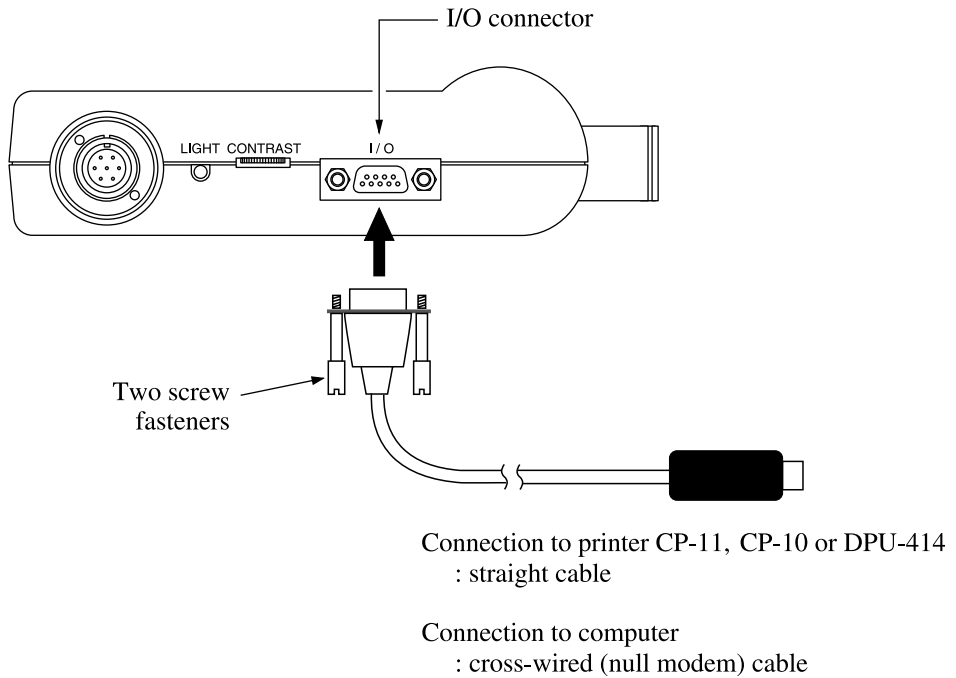 I/O connector
LIGHT CONTRAST
I / O
Two screw
fasteners
Connection to printer CP-11, CP-10 or DPU-414
: straight cable
Connection to computer
: cross-wired (null modem) cable